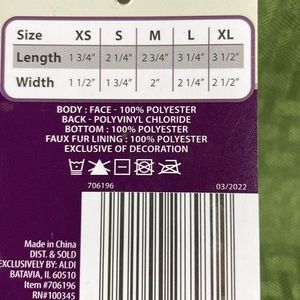 Size XS S M L XL
Length 1 3/4" 2 1/4" 2 3/4" 3 1/4" 3 1/2"
Width 1 1/2" 1 3/4" 2" 2 1/4" 2 1/2"
BODY : FACE - 100% POLYESTER
BACK - POLYVINYL CHLORIDE
BOTTOM : 100% POLYESTER
FAUX FUR LINING : 100% POLYESTER
EXCLUSIVE OF DECORATION
706196 03/2022
Made in China
DIST. & SOLD
EXCLUSIVELY BY: ALDI
BATAVIA, IL 60510
Item #706196
RN#100345